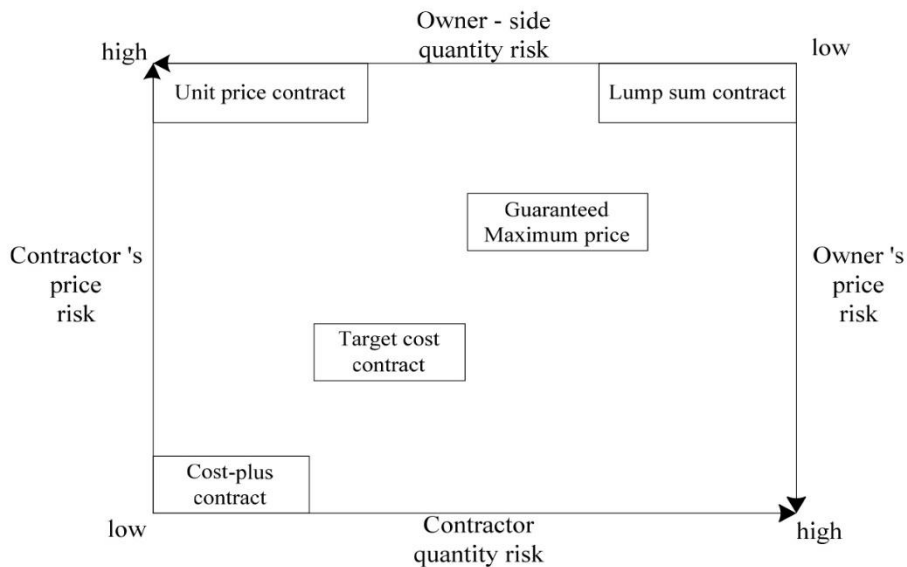 Owner - side
quantity risk
high
low
Unit price contract
Lump sum contract
Guaranteed
Maximum price
Contractor 's
price
risk
Owner 's
price
risk
Target cost
contract
Cost-plus
contract
low
Contractor
quantity risk
high